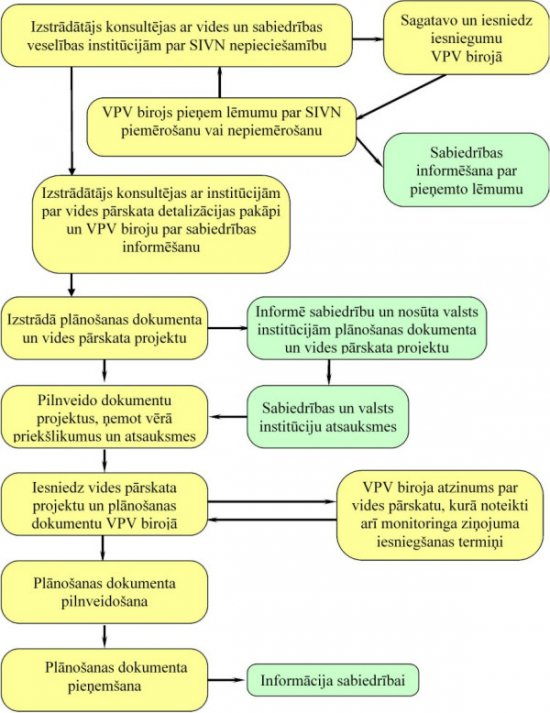 Izstrādātājs konsultējas ar vides un sabiedrības
veselības institūcijām par SIVN nepieciešamību
Sagatavo un iesniedz
iesniegumu
VPV birojā
VPV birojs pieņem lēmumu par SIVN
piemērošanu vai nepiemērošanu
Sabiedrības
informēšana par
pieņemto lēmumu
Izstrādātājs konsultējas ar institūcijām
par vides pārskata detalizācijas pakāpi
un VPV biroju par sabiedrības
informēšanu
Izstrādā plānošanas dokumenta
un vides pārskata projektu
Informē sabiedrību un nosūta valsts
institūcijām plānošanas dokumenta
un vides pārskata projektu
Pilnveido dokumentu
projektus, ņemot vērā
priekšlikumus un atsauksmes
Sabiedrības un valsts
institūciju atsauksmes
Iesniedz vides pārskata
projektu un plānošanas
dokumentu VPV birojā
VPV biroja atzinums par
vides pārskatu, kurā noteikti
arī monitoringa ziņojuma
iesniegšanas termiņi
Plānošanas dokumenta
pilnveidošana
Plānošanas dokumenta
pieņemšana
Informācija sabiedrībai